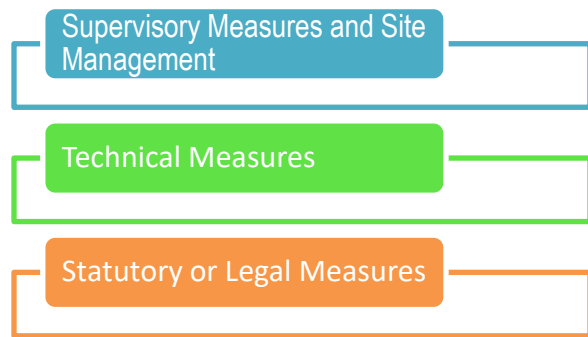 Supervisory Measures and Site
Management
Technical Measures
Statutory or Legal Measures